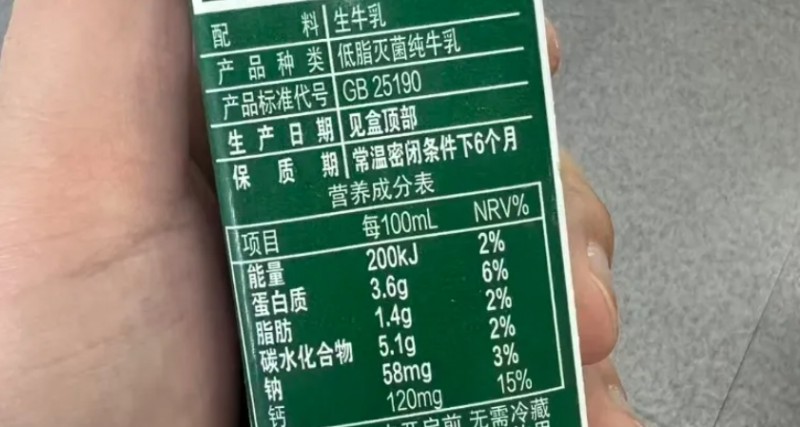 配料 生牛乳
产品种类 低脂灭菌纯牛乳
产品标准代号 GB 25190
生产日期 见盒顶部
保质期 常温密闭条件下6个月
营养成分表
项目 每100mL NRV%
能量 200kJ 2%
蛋白质 3.6g 6%
脂肪 1.4g 2%
碳水化合物 5.1g 2%
钠 58mg 3%
钙 120mg 15%
开启前 无需冷藏